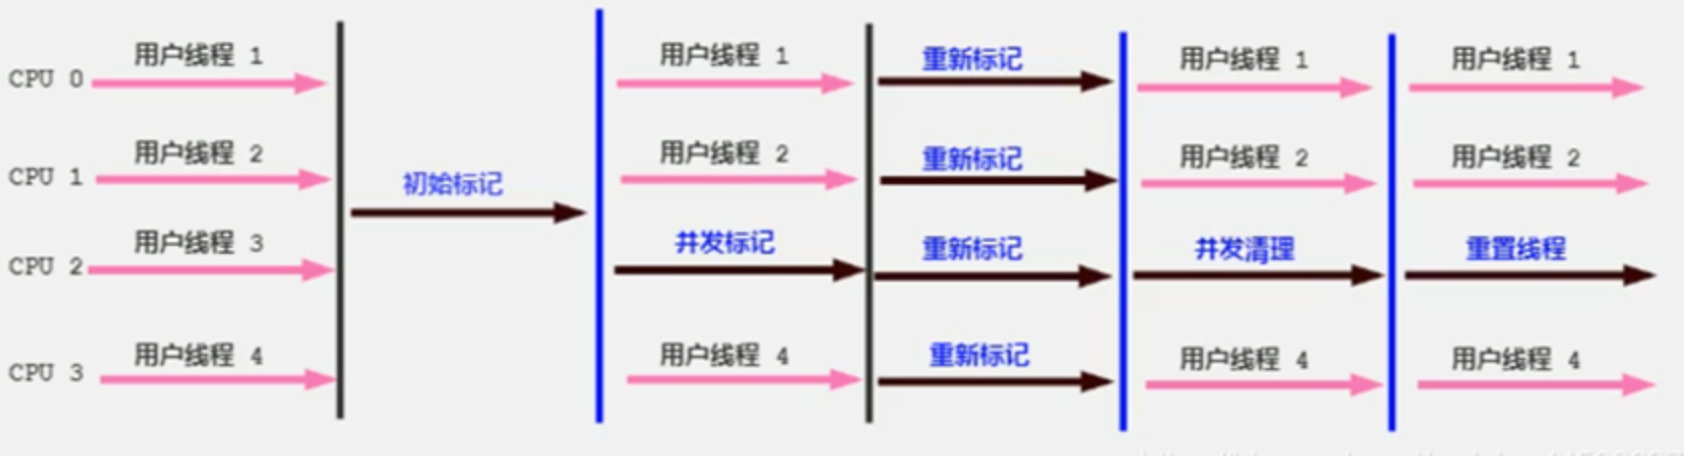 用户线程 1 用户线程 1 重新标记 用户线程 1 用户线程 1
CPU 0
用户线程 2 用户线程 2 重新标记 用户线程 2 用户线程 2
CPU 1
初始标记
用户线程 3 并发标记 重新标记 并发清理 重置线程
CPU 2
用户线程 4 用户线程 4 重新标记 用户线程 4 用户线程 4
CPU 3